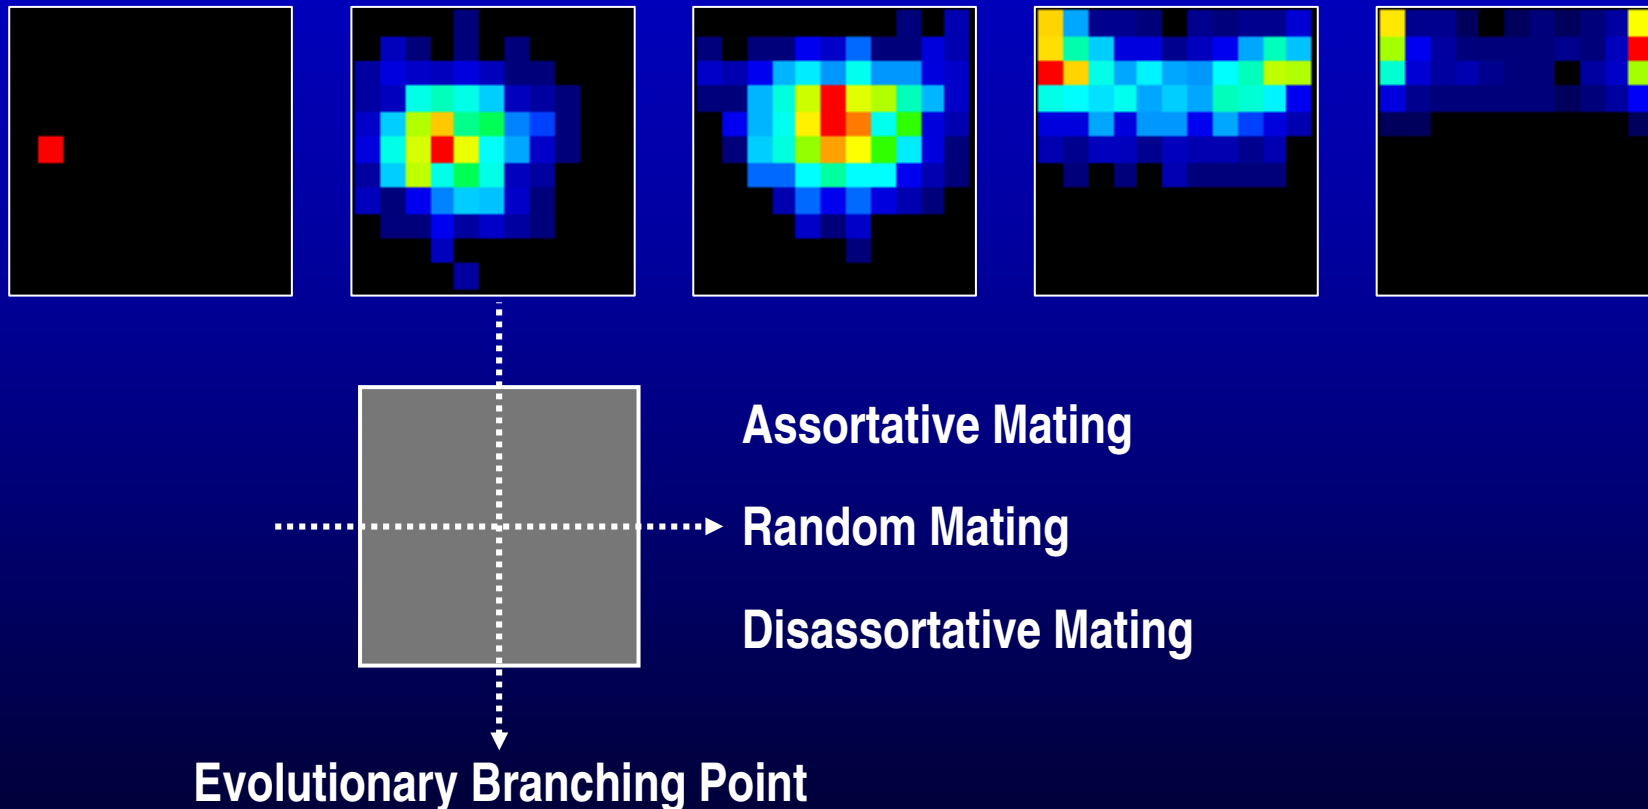 Assortative Mating
Random Mating
Disassortative Mating
Evolutionary Branching Point